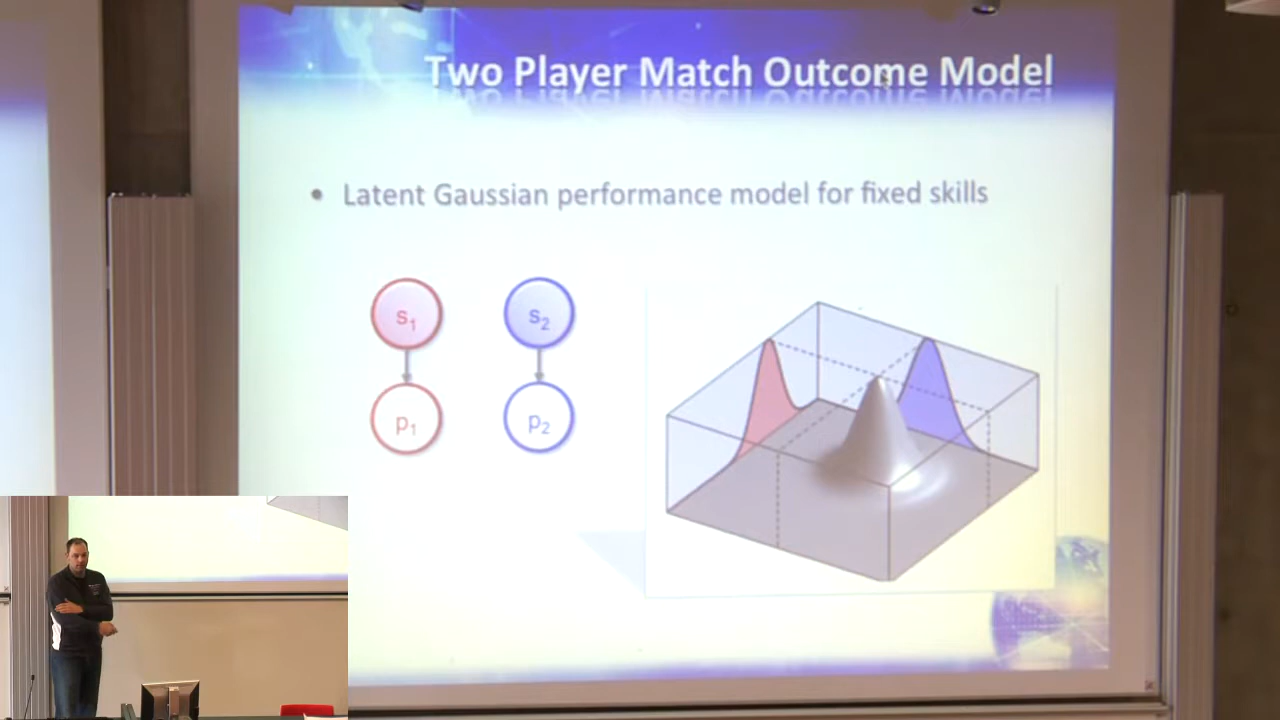 Two Player Match Outcome Model
• Latent Gaussian performance model for fixed skills
s₁ s₂
p₁ p₂